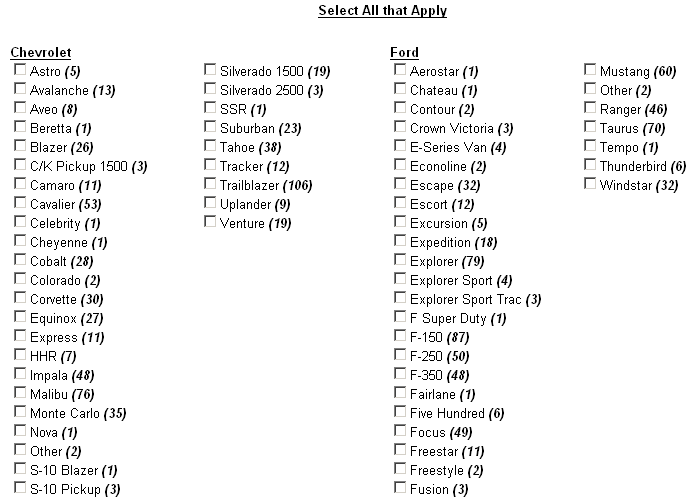 Select All that Apply
Chevrolet
Astro (5)
Avalanche (13)
Aveo (8)
Beretta (1)
Blazer (26)
C/K Pickup 1500 (3)
Camaro (11)
Cavalier (53)
Celebrity (1)
Cheyenne (1)
Cobalt (28)
Colorado (2)
Corvette (30)
Equinox (27)
Express (11)
HHR (7)
Impala (48)
Malibu (76)
Monte Carlo (35)
Nova (1)
Other (2)
S-10 Blazer (1)
S-10 Pickup (3)
Silverado 1500 (19)
Silverado 2500 (3)
SSR (1)
Suburban (23)
Tahoe (38)
Tracker (12)
Trailblazer (106)
Uplander (9)
Venture (19)
Ford
Aerostar (1)
Chateau (1)
Contour (2)
Crown Victoria (3)
E-Series Van (4)
Econoline (2)
Escape (32)
Escort (12)
Excursion (5)
Expedition (18)
Explorer (79)
Explorer Sport (4)
Explorer Sport Trac (3)
F Super Duty (1)
F-150 (87)
F-250 (50)
F-350 (48)
Fairlane (1)
Five Hundred (6)
Focus (49)
Freestar (11)
Freestyle (2)
Fusion (3)
Mustang (60)
Other (2)
Ranger (46)
Taurus (70)
Tempo (1)
Thunderbird (6)
Windstar (32)